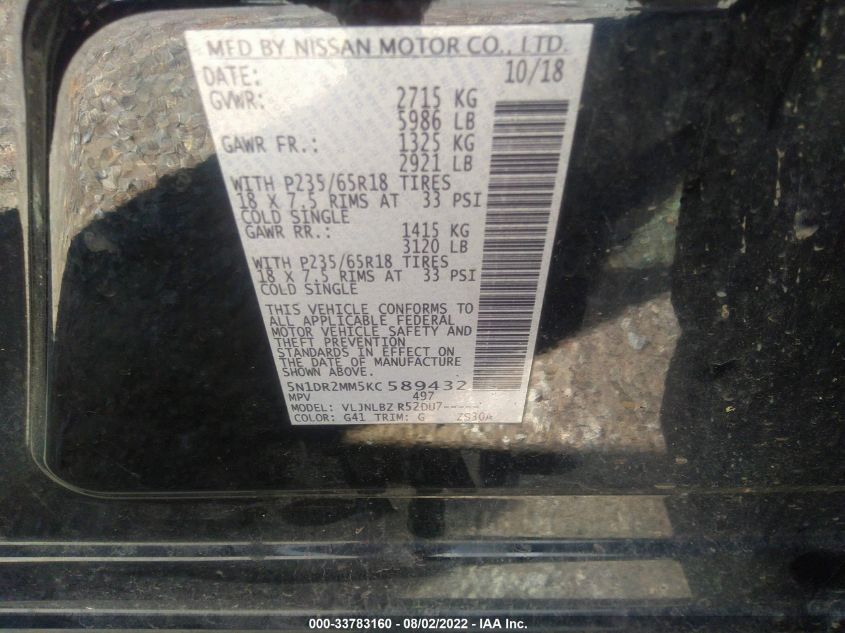 MFD BY NISSAN MOTOR CO., LTD.
DATE: 10/18
GVWR: 2715 KG
5986 LB
GAWR FR.: 1325 KG
2921 LB
WITH P235/65R18 TIRES
18 X 7.5 RIMS AT 33 PSI
COLD SINGLE
GAWR RR.: 1415 KG
3120 LB
WITH P235/65R18 TIRES
18 X 7.5 RIMS AT 33 PSI
COLD SINGLE
THIS VEHICLE CONFORMS TO
ALL APPLICABLE FEDERAL
MOTOR VEHICLE SAFETY AND
THEFT PREVENTION
STANDARDS IN EFFECT ON
THE DATE OF MANUFACTURE
SHOWN ABOVE.
5N1DR2MM5KC 589432
MPV 497
MODEL: VLJNLBZ R52DU7-----
COLOR: G41 TRIM: G ZS30A
000-33783160 - 08/02/2022 - IAA Inc.